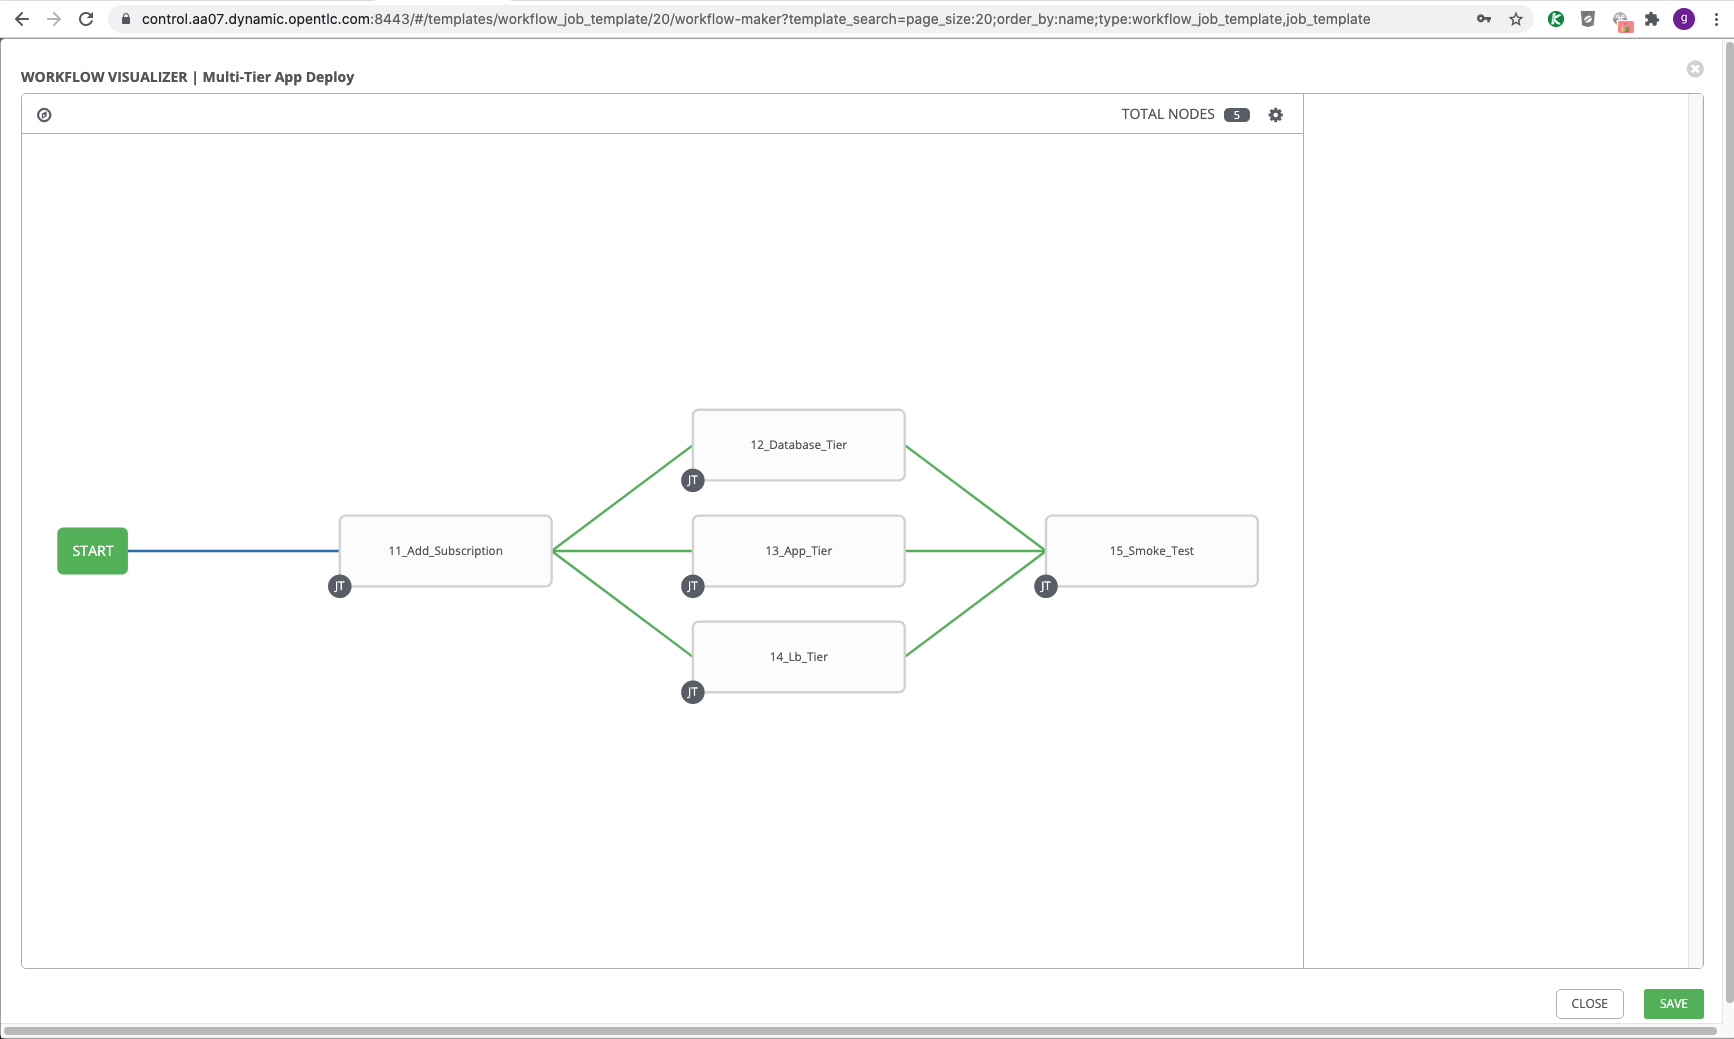 control.aa07.dynamic.opentlc.com:8443/#/templates/workflow_job_template/20/workflow-maker?template_search=page_size:20;order_by:name;type:workflow_job_template,job_template
g
WORKFLOW VISUALIZER | Multi-Tier App Deploy
TOTAL NODES 5
12_Database_Tier
JT
START
11_Add_Subscription
JT
13_App_Tier
JT
15_Smoke_Test
JT
14_Lb_Tier
JT
CLOSE
SAVE